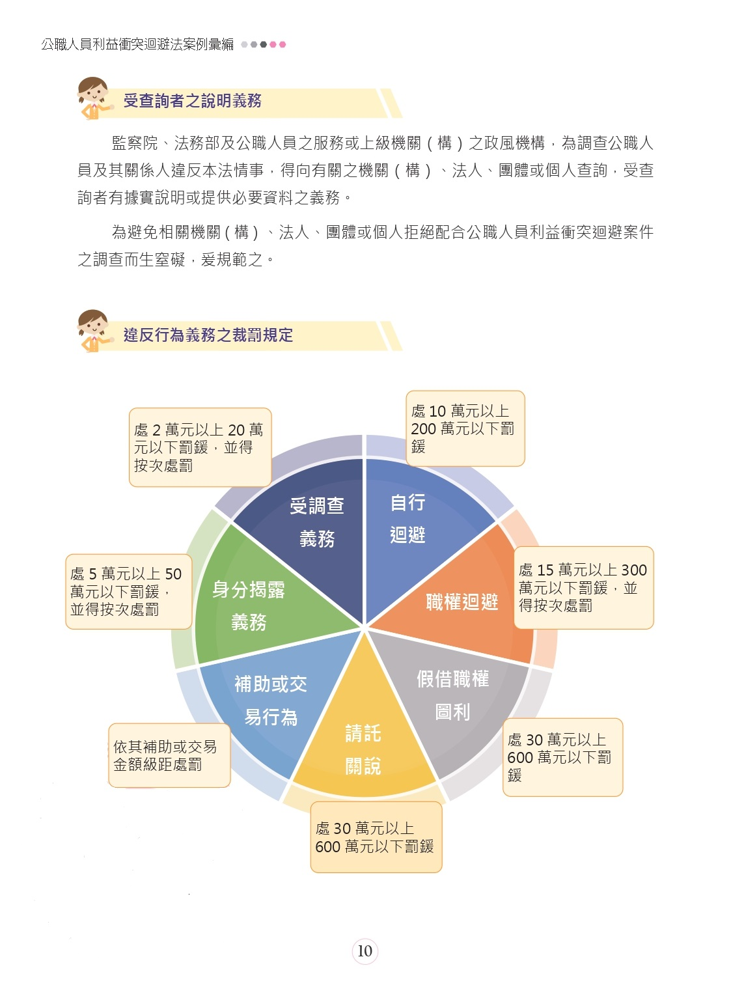 公職人員利益衝突迴避法案例彙編
受查詢者之說明義務
監察院、法務部及公職人員之服務或上級機關（構）之政風機構，為調查公職人
員及其關係人違反本法情事，得向有關之機關（構）、法人、團體或個人查詢，受查
詢者有據實說明或提供必要資料之義務。
為避免相關機關（構）、法人、團體或個人拒絕配合公職人員利益衝突迴避案件
之調查而生窒礙，爰規範之。
違反行為義務之裁罰規定
處 10 萬元以上
200 萬元以下罰
鍰
自行
迴避
處 15 萬元以上 300
萬元以下罰鍰，並
得按次處罰
職權迴避
處 30 萬元以上
600 萬元以下罰
鍰
假借職權
圖利
處 30 萬元以上
600 萬元以下罰鍰
請託
關說
依其補助或交易
金額級距處罰
補助或交
易行為
處 5 萬元以上 50
萬元以下罰鍰，
並得按次處罰
身分揭露
義務
處 2 萬元以上 20 萬
元以下罰鍰，並得
按次處罰
受調查
義務
10